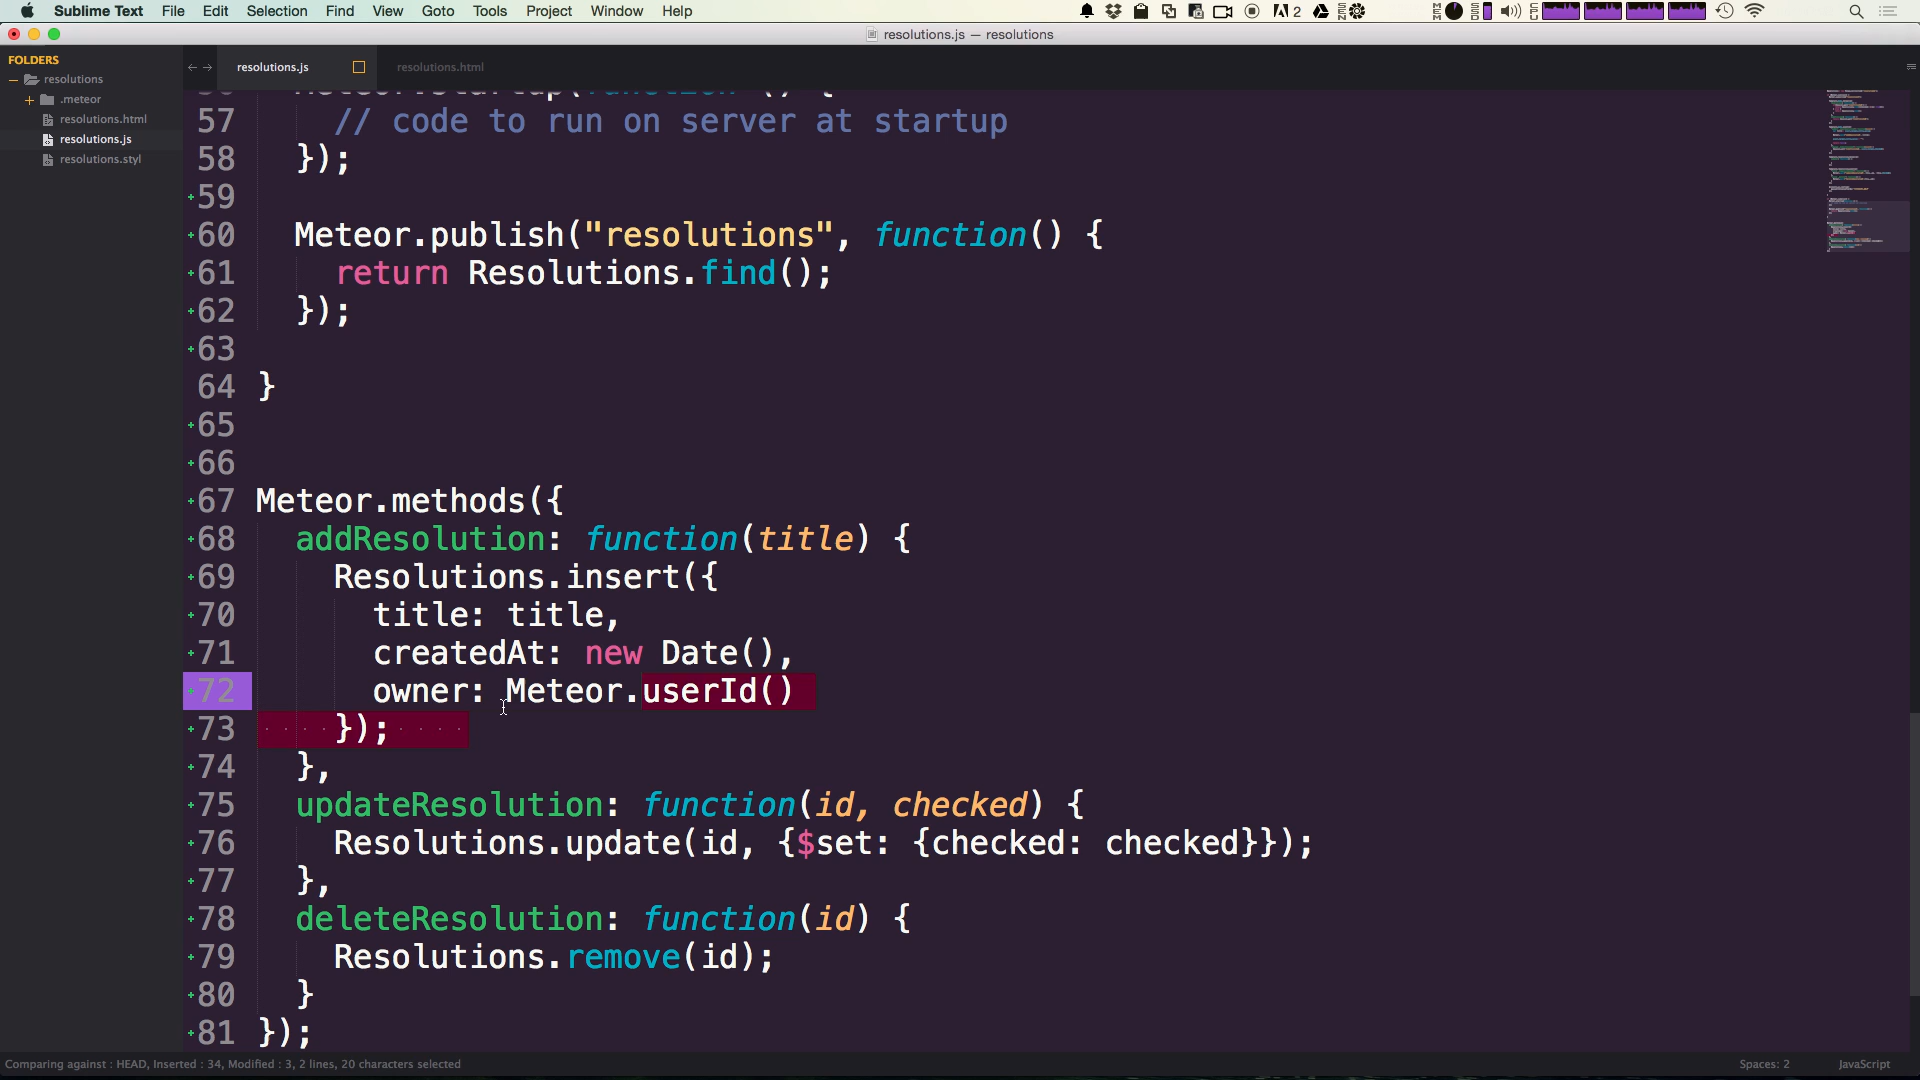 Sublime Text File Edit Selection Find View Goto Tools Project Window Help
2
resolutions.js — resolutions
FOLDERS
resolutions
.meteor
resolutions.html
resolutions.js
resolutions.styl
resolutions.js
resolutions.html
57 // code to run on server at startup
58 });
59
60 Meteor.publish("resolutions", function() {
61 return Resolutions.find();
62 });
63
64 }
65
66
67 Meteor.methods({
68 addResolution: function(title) {
69 Resolutions.insert({
70 title: title,
71 createdAt: new Date(),
72 owner: Meteor.userId()
73 });
74 },
75 updateResolution: function(id, checked) {
76 Resolutions.update(id, {$set: {checked: checked}});
77 },
78 deleteResolution: function(id) {
79 Resolutions.remove(id);
80 }
81 });
Comparing against : HEAD, Inserted : 34, Modified : 3, 2 lines, 20 characters selected
Spaces: 2
JavaScript